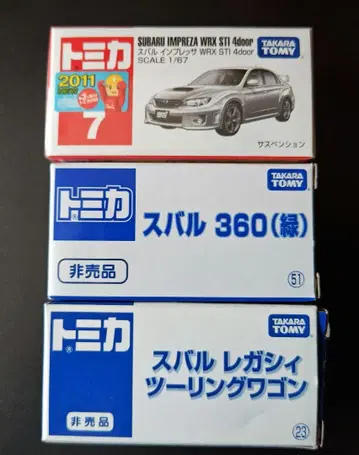 トミカ
2011
7
SUBARU IMPREZA WRX STI 4door
スバル インプレッサ WRX STI 4door
SCALE 1/67
TAKARA TOMY
サスペンション
トミカ
®
TAKARA TOMY
スバル 360(緑)
非売品
51
トミカ
®
TAKARA TOMY
スバル レガシィ
ツーリングワゴン
非売品
23